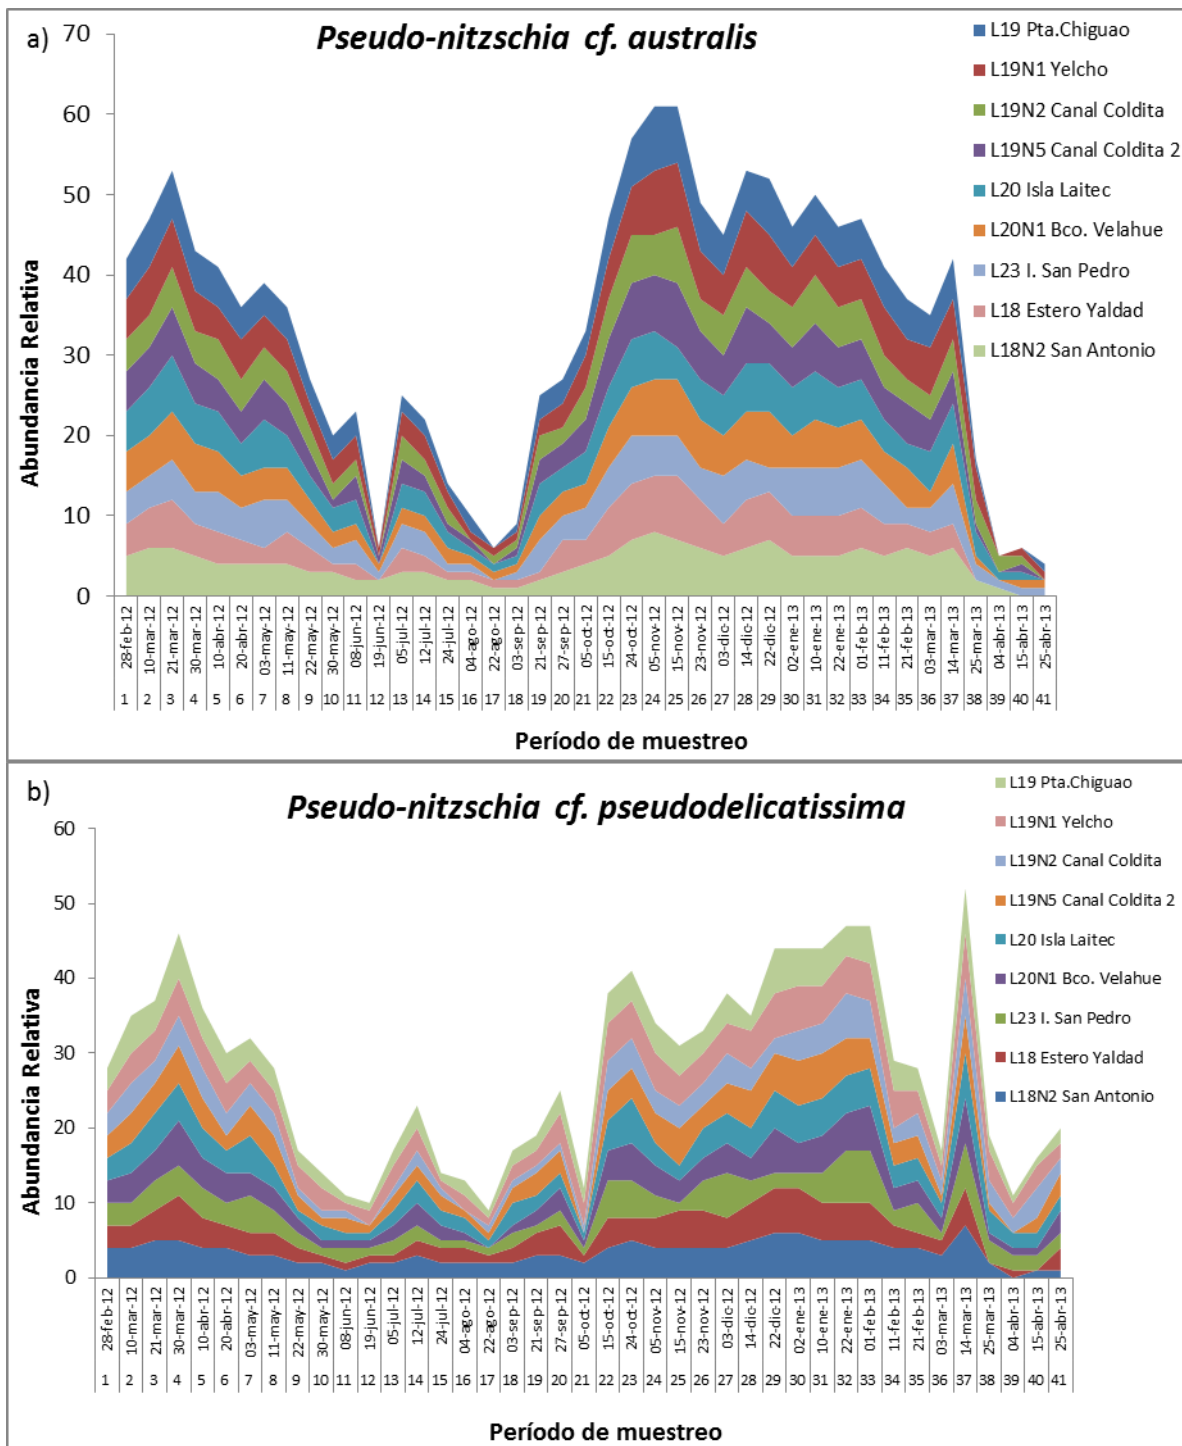 a)
Pseudo-nitzschia cf. australis
70
60
50
40
30
20
10
0
Abundancia Relativa
L19 Pta.Chiguao
L19N1 Yelcho
L19N2 Canal Coldita
L19N5 Canal Coldita 2
L20 Isla Laitec
L20N1 Bco. Velahue
L23 I. San Pedro
L18 Estero Yaldad
L18N2 San Antonio
28-feb-12 10-mar-12 21-mar-12 30-mar-12 10-abr-12 20-abr-12 03-may-12 11-may-12 22-may-12 30-may-12 08-jun-12 19-jun-12 05-jul-12 12-jul-12 24-jul-12 04-ago-12 22-ago-12 03-sep-12 21-sep-12 27-sep-12 05-oct-12 15-oct-12 24-oct-12 05-nov-12 15-nov-12 23-nov-12 03-dic-12 14-dic-12 22-dic-12 02-ene-13 10-ene-13 22-ene-13 01-feb-13 11-feb-13 21-feb-13 03-mar-13 14-mar-13 25-mar-13 04-abr-13 15-abr-13 25-abr-13
1 2 3 4 5 6 7 8 9 10 11 12 13 14 15 16 17 18 19 20 21 22 23 24 25 26 27 28 29 30 31 32 33 34 35 36 37 38 39 40 41
Período de muestreo
b)
Pseudo-nitzschia cf. pseudodelicatissima
60
50
40
30
20
10
0
Abundancia Relativa
L19 Pta.Chiguao
L19N1 Yelcho
L19N2 Canal Coldita
L19N5 Canal Coldita 2
L20 Isla Laitec
L20N1 Bco. Velahue
L23 I. San Pedro
L18 Estero Yaldad
L18N2 San Antonio
28-feb-12 10-mar-12 21-mar-12 30-mar-12 10-abr-12 20-abr-12 03-may-12 11-may-12 22-may-12 30-may-12 08-jun-12 19-jun-12 05-jul-12 12-jul-12 24-jul-12 04-ago-12 22-ago-12 03-sep-12 21-sep-12 27-sep-12 05-oct-12 15-oct-12 24-oct-12 05-nov-12 15-nov-12 23-nov-12 03-dic-12 14-dic-12 22-dic-12 02-ene-13 10-ene-13 22-ene-13 01-feb-13 11-feb-13 21-feb-13 03-mar-13 14-mar-13 25-mar-13 04-abr-13 15-abr-13 25-abr-13
1 2 3 4 5 6 7 8 9 10 11 12 13 14 15 16 17 18 19 20 21 22 23 24 25 26 27 28 29 30 31 32 33 34 35 36 37 38 39 40 41
Período de muestreo